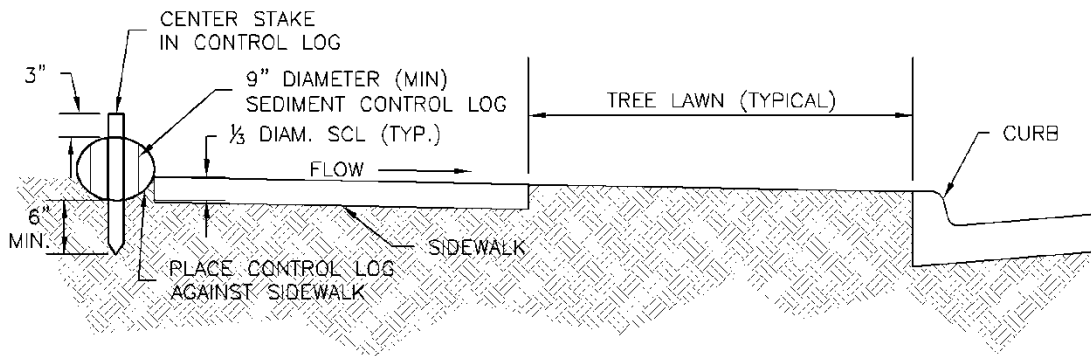 CENTER STAKE
IN CONTROL LOG
3"
9" DIAMETER (MIN)
SEDIMENT CONTROL LOG
⅓ DIAM. SCL (TYP.)
FLOW
TREE LAWN (TYPICAL)
CURB
6"
MIN.
SIDEWALK
PLACE CONTROL LOG
AGAINST SIDEWALK